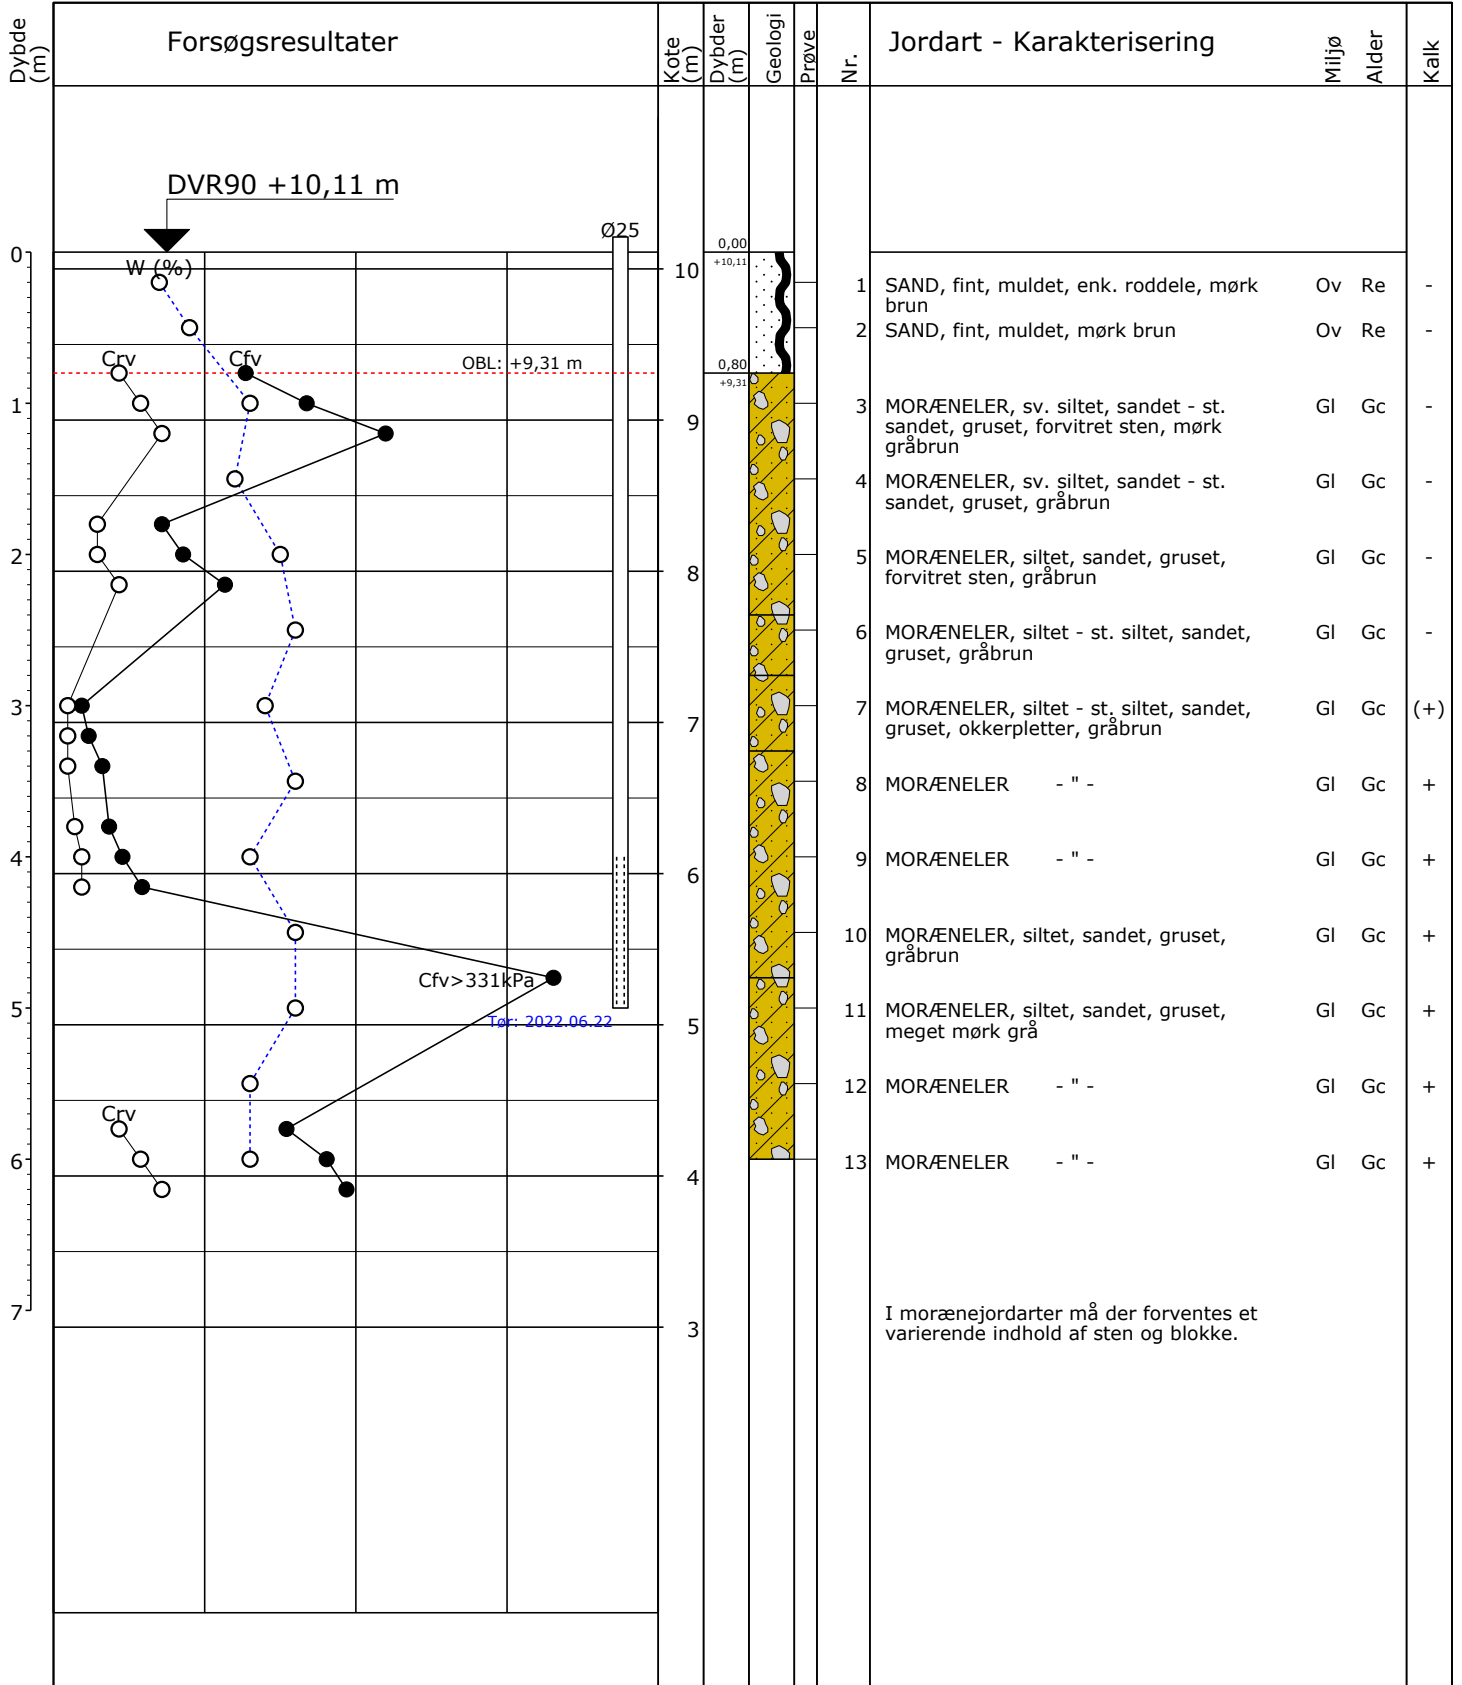 Dybde (m)
Forsøgsresultater
Kote (m)
Dybder (m)
Geologi
Prøve
Nr.
Jordart - Karakterisering
Miljø
Alder
Kalk
DVR90 +10,11 m
Ø25
0
W (%)
10
0,00
+10,11
1 SAND, fint, muldet, enk. roddele, mørk Ov Re -
brun
2 SAND, fint, muldet, mørk brun Ov Re -
Crv
Cfv
OBL: +9,31 m
0,80
+9,31
1
9
3 MORÆNELER, sv. siltet, sandet - st. Gl Gc -
sandet, gruset, forvitret sten, mørk
gråbrun
4 MORÆNELER, sv. siltet, sandet - st. Gl Gc -
sandet, gruset, gråbrun
2
8
5 MORÆNELER, siltet, sandet, gruset, Gl Gc -
forvitret sten, gråbrun
6 MORÆNELER, siltet - st. siltet, sandet, Gl Gc -
gruset, gråbrun
3
7
7 MORÆNELER, siltet - st. siltet, sandet, Gl Gc (+)
gruset, okkerpletter, gråbrun
8 MORÆNELER - " - Gl Gc +
4
6
9 MORÆNELER - " - Gl Gc +
10 MORÆNELER, siltet, sandet, gruset, Gl Gc +
gråbrun
Cfv>331kPa
5
5
Tør: 2022.06.22
11 MORÆNELER, siltet, sandet, gruset, Gl Gc +
meget mørk grå
12 MORÆNELER - " - Gl Gc +
Crv
6
4
13 MORÆNELER - " - Gl Gc +
7
3
I morænejordarter må der forventes et
varierende indhold af sten og blokke.